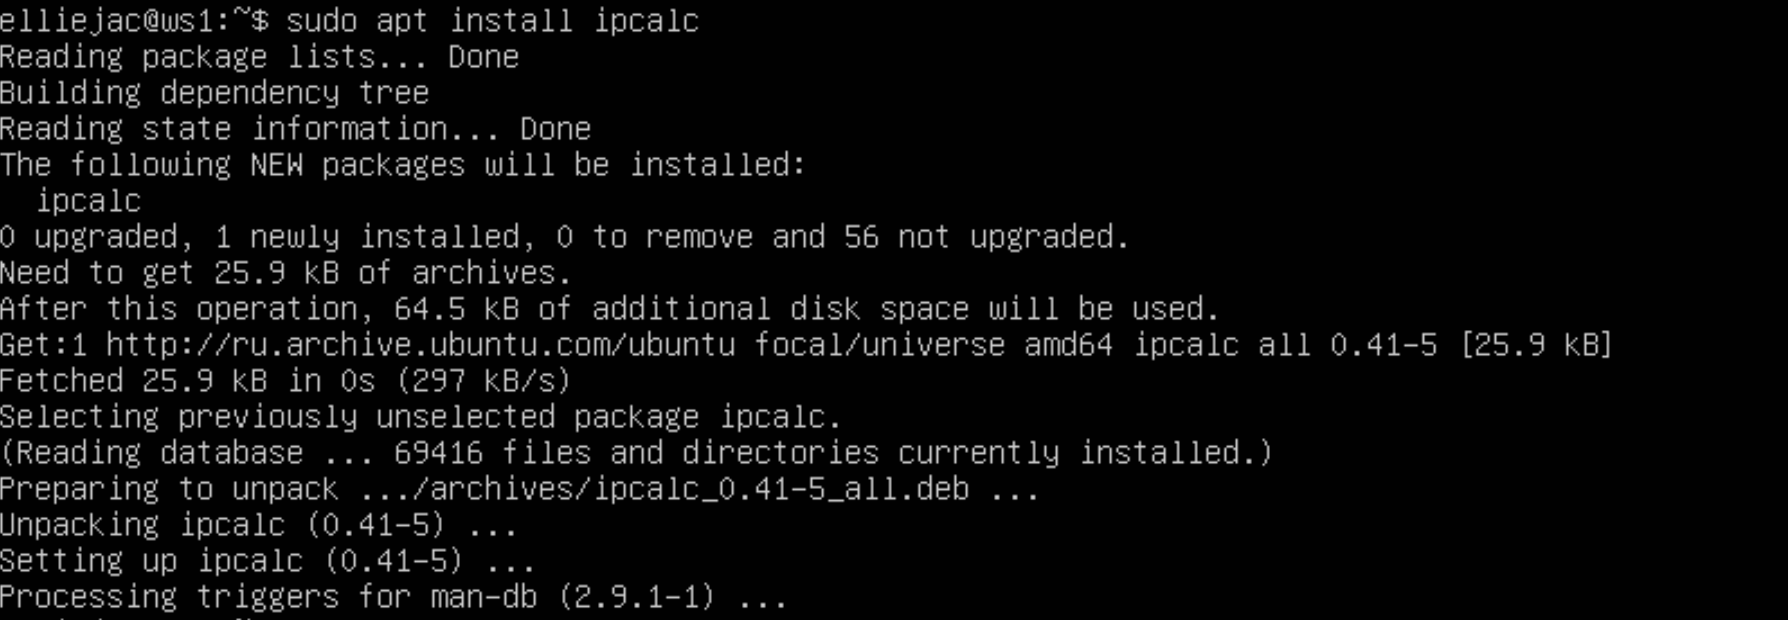 elliejac@ws1:~$ sudo apt install ipcalc
Reading package lists... Done
Building dependency tree
Reading state information... Done
The following NEW packages will be installed:
  ipcalc
0 upgraded, 1 newly installed, 0 to remove and 56 not upgraded.
Need to get 25.9 kB of archives.
After this operation, 64.5 kB of additional disk space will be used.
Get:1 http://ru.archive.ubuntu.com/ubuntu focal/universe amd64 ipcalc all 0.41-5 [25.9 kB]
Fetched 25.9 kB in 0s (297 kB/s)
Selecting previously unselected package ipcalc.
(Reading database ... 69416 files and directories currently installed.)
Preparing to unpack .../archives/ipcalc_0.41-5_all.deb ...
Unpacking ipcalc (0.41-5) ...
Setting up ipcalc (0.41-5) ...
Processing triggers for man-db (2.9.1-1) ...